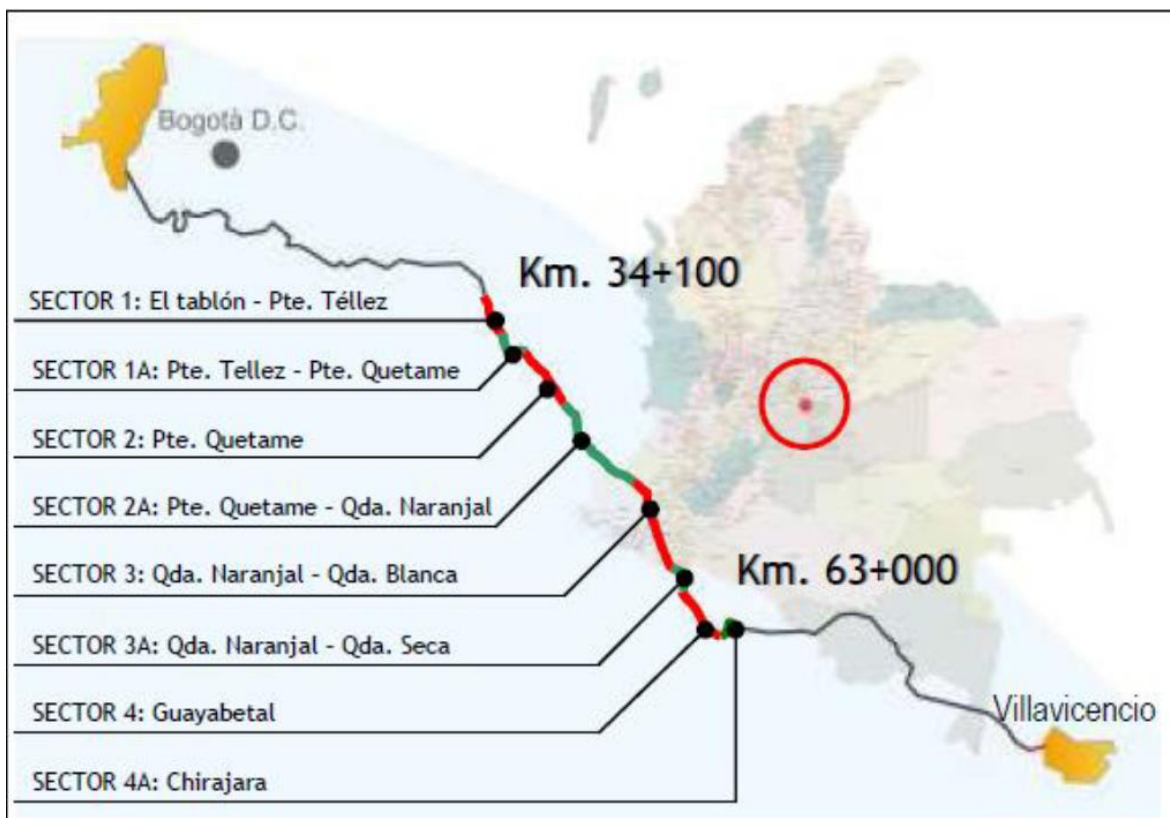 Bogotà D.C.
Km. 34+100
SECTOR 1: El tablón - Pte. Téllez
SECTOR 1A: Pte. Tellez - Pte. Quetame
SECTOR 2: Pte. Quetame
SECTOR 2A: Pte. Quetame - Qda. Naranjal
SECTOR 3: Qda. Naranjal - Qda. Blanca
Km. 63+000
SECTOR 3A: Qda. Naranjal - Qda. Seca
SECTOR 4: Guayabetal
Villavicencio
SECTOR 4A: Chirajara